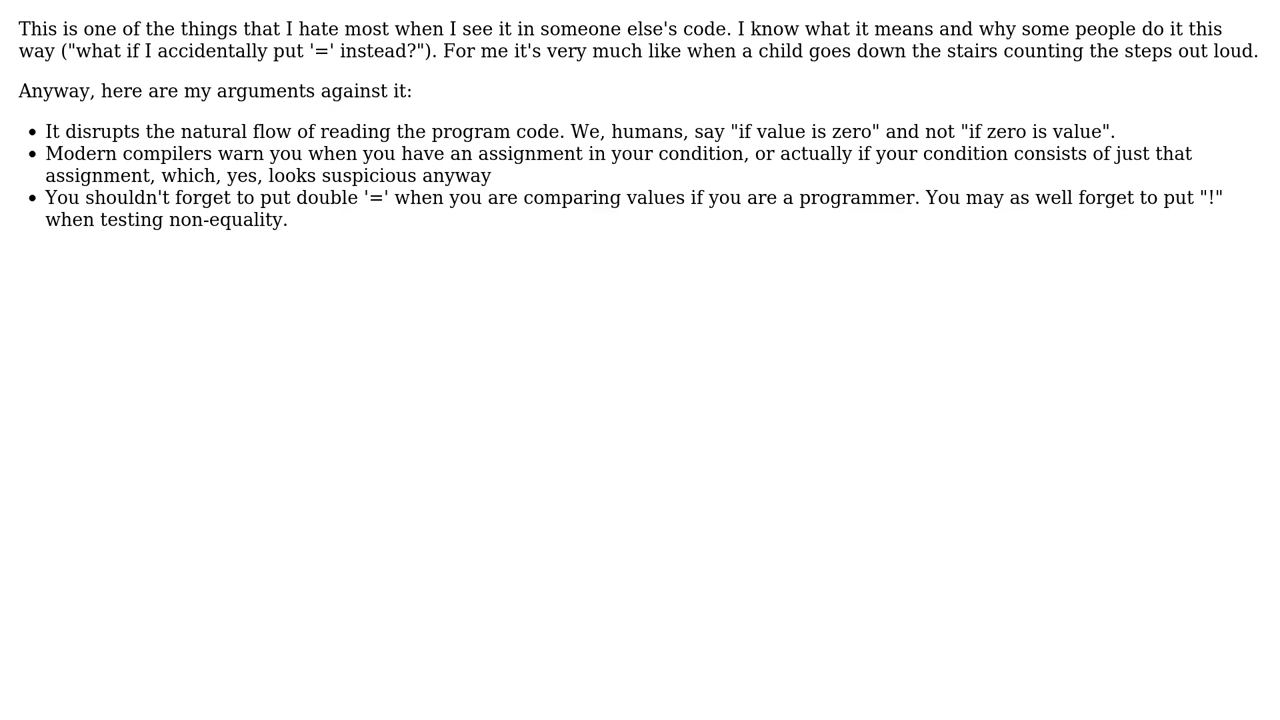 This is one of the things that I hate most when I see it in someone else's code. I know what it means and why some people do it this
way ("what if I accidentally put '=' instead?"). For me it's very much like when a child goes down the stairs counting the steps out loud.
Anyway, here are my arguments against it:
• It disrupts the natural flow of reading the program code. We, humans, say "if value is zero" and not "if zero is value".
• Modern compilers warn you when you have an assignment in your condition, or actually if your condition consists of just that
assignment, which, yes, looks suspicious anyway
• You shouldn't forget to put double '=' when you are comparing values if you are a programmer. You may as well forget to put "!"
when testing non-equality.